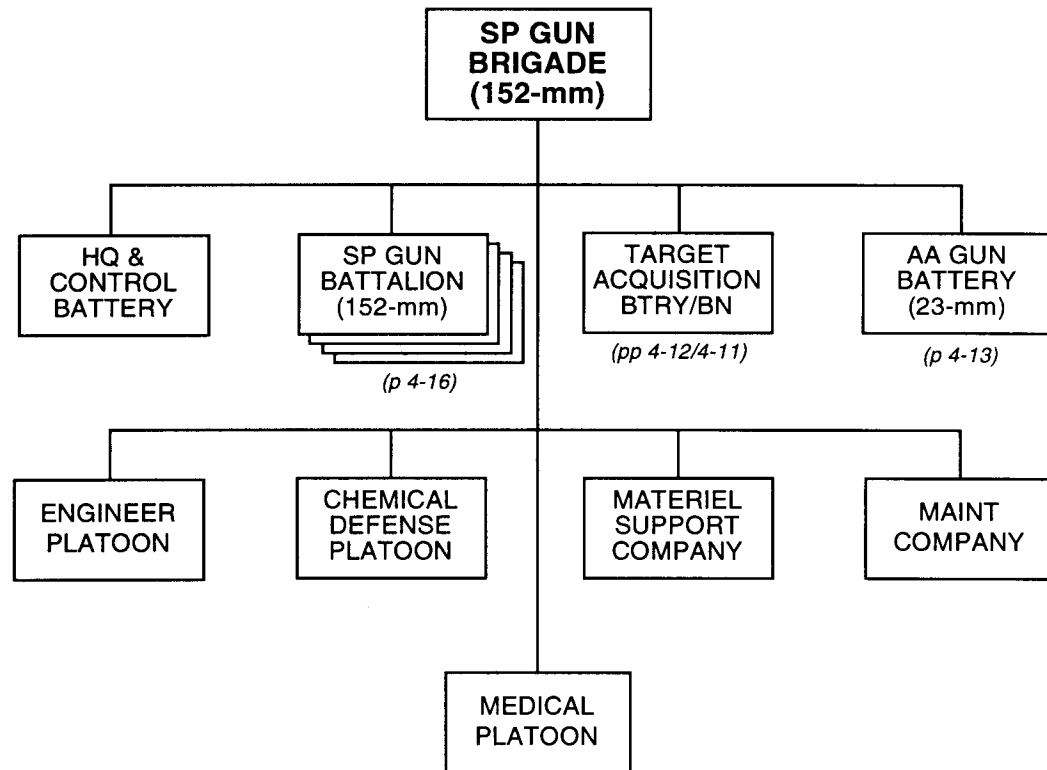 SP GUN
BRIGADE
(152-mm)
HQ &
CONTROL
BATTERY
SP GUN
BATTALION
(152-mm)
(p 4-16)
TARGET
ACQUISITION
BTRY/BN
(pp 4-12/4-11)
AA GUN
BATTERY
(23-mm)
(p 4-13)
ENGINEER
PLATOON
CHEMICAL
DEFENSE
PLATOON
MATERIEL
SUPPORT
COMPANY
MAINT
COMPANY
MEDICAL
PLATOON